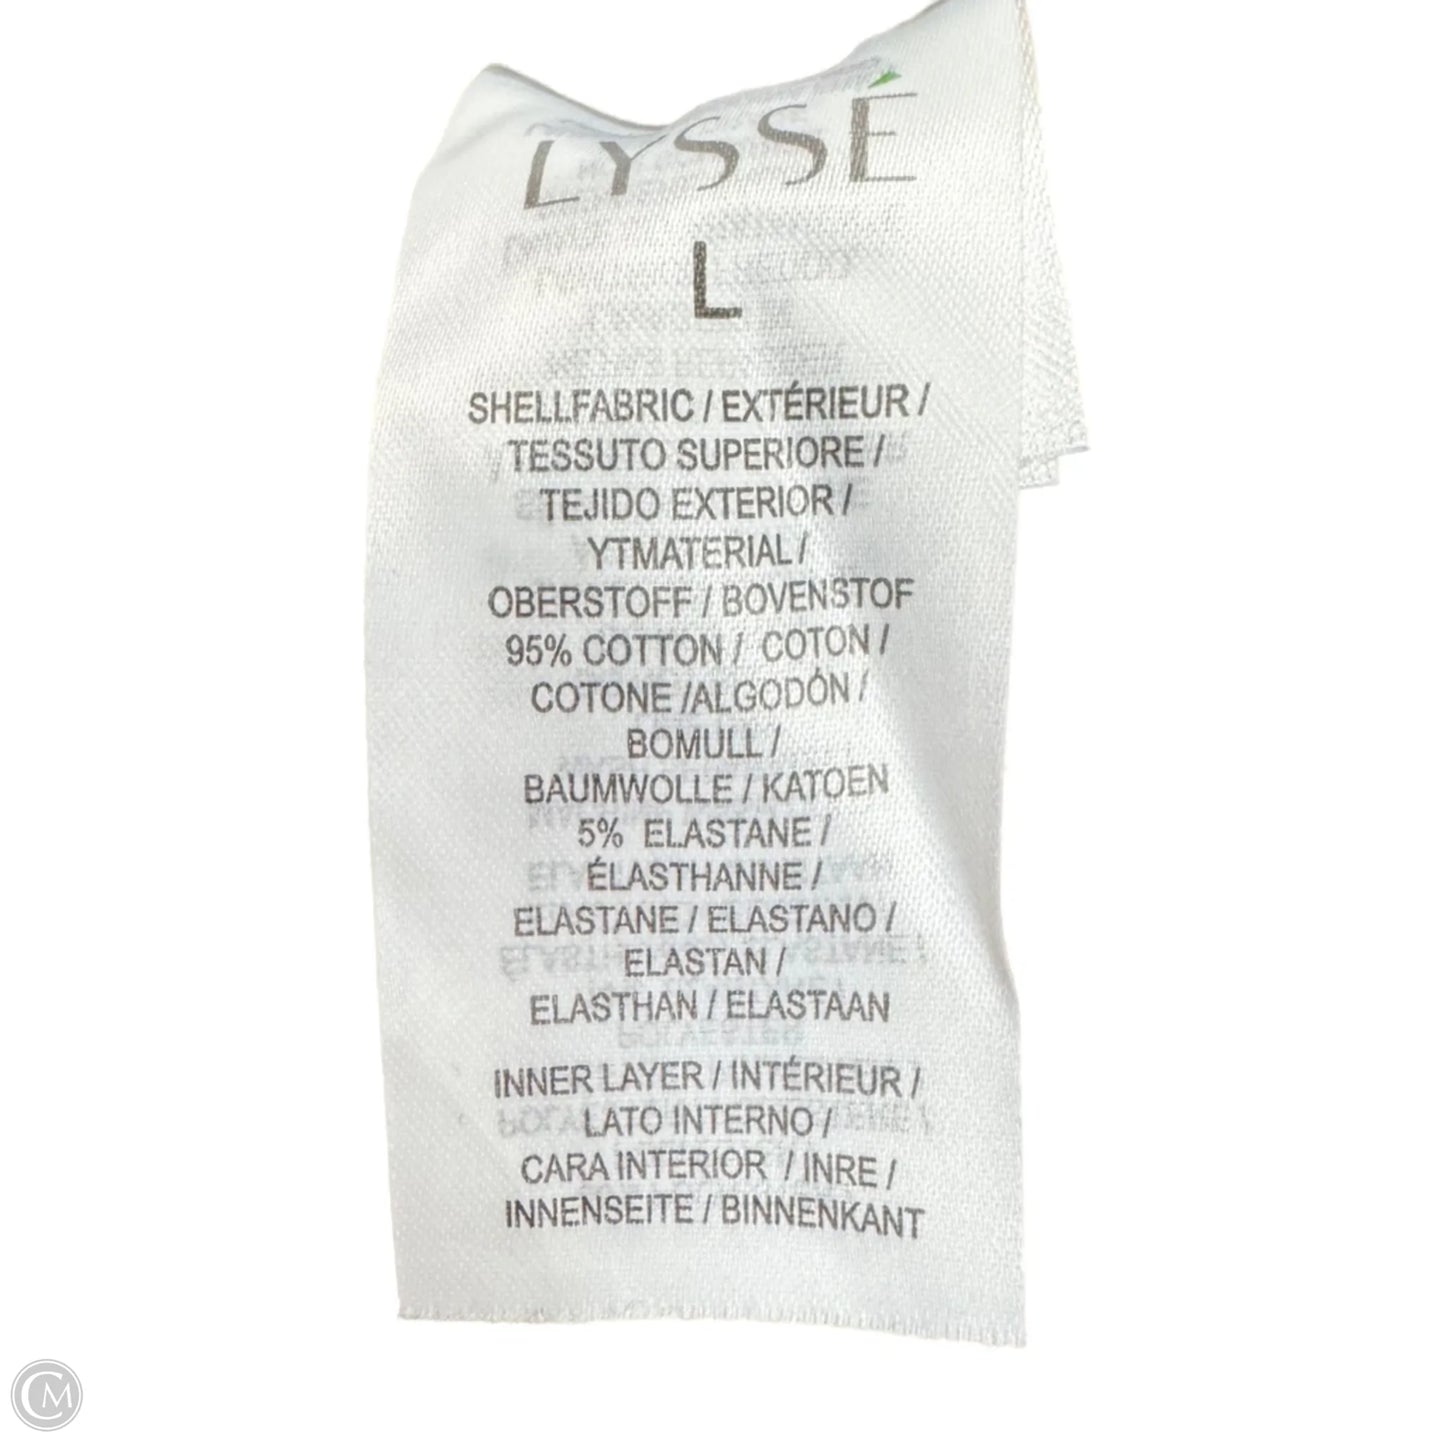 LYSSÉ
L
SHELLFABRIC / EXTÉRIEUR /
TESSUTO SUPERIORE /
TEJIDO EXTERIOR /
YTMATERIAL /
OBERSTOFF / BOVENSTOF
95% COTTON / COTON /
COTONE /ALGODÓN /
BOMULL /
BAUMWOLLE / KATOEN
5% ELASTANE /
ÉLASTHANNE /
ELASTANE / ELASTANO /
ELASTAN /
ELASTHAN / ELASTAAN
INNER LAYER / INTÉRIEUR /
LATO INTERNO /
CARA INTERIOR / INRE /
INNENSEITE / BINNENKANT
CM